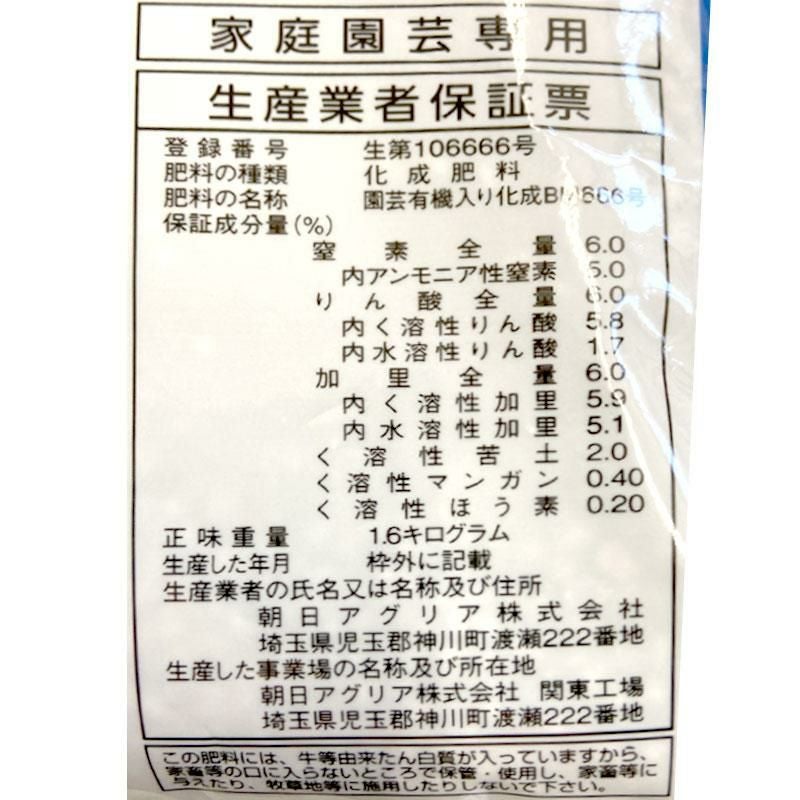 家庭園芸専用
生産業者保証票
登録番号 生第106666号
肥料の種類 化成肥料
肥料の名称 園芸有機入り化成BM666号
保証成分量(%)
窒素全量 6.0
内アンモニア性窒素 5.0
りん酸全量 6.0
内く溶性りん酸 5.8
内水溶性りん酸 1.7
加里全量 6.0
内く溶性加里 5.9
内水溶性加里 5.1
く溶性苦土 2.0
く溶性マンガン 0.40
く溶性ほう素 0.20
正味重量 1.6キログラム
生産した年月 枠外に記載
生産業者の氏名又は名称及び住所
朝日アグリア株式会社
埼玉県児玉郡神川町渡瀬222番地
生産した事業場の名称及び所在地
朝日アグリア株式会社 関東工場
埼玉県児玉郡神川町渡瀬222番地
この肥料には、牛等由来たん白質が入っていますから、
家畜等の口に入らないところで保管・使用し、家畜等に
与えたり、牧草地等に施用したりしないで下さい。